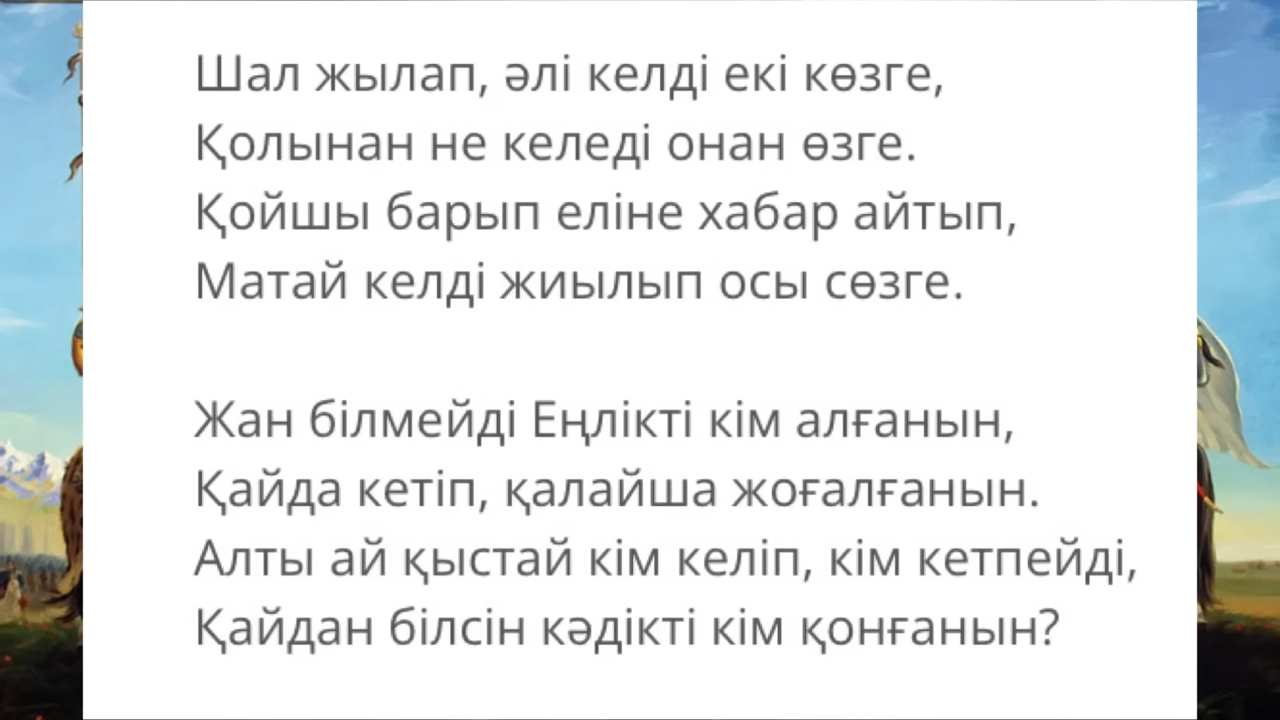 Шал жылап, әлі келді екі көзге,
Қолынан не келеді онан өзге.
Қойшы барып еліне хабар айтып,
Матай келді жиылып осы сөзге.
Жан білмейді Еңлікті кім алғанын,
Қайда кетіп, қалайша жоғалғанын.
Алты ай қыстай кім келіп, кім кетпейді,
Қайдан білсін кәдікті кім қонғанын?